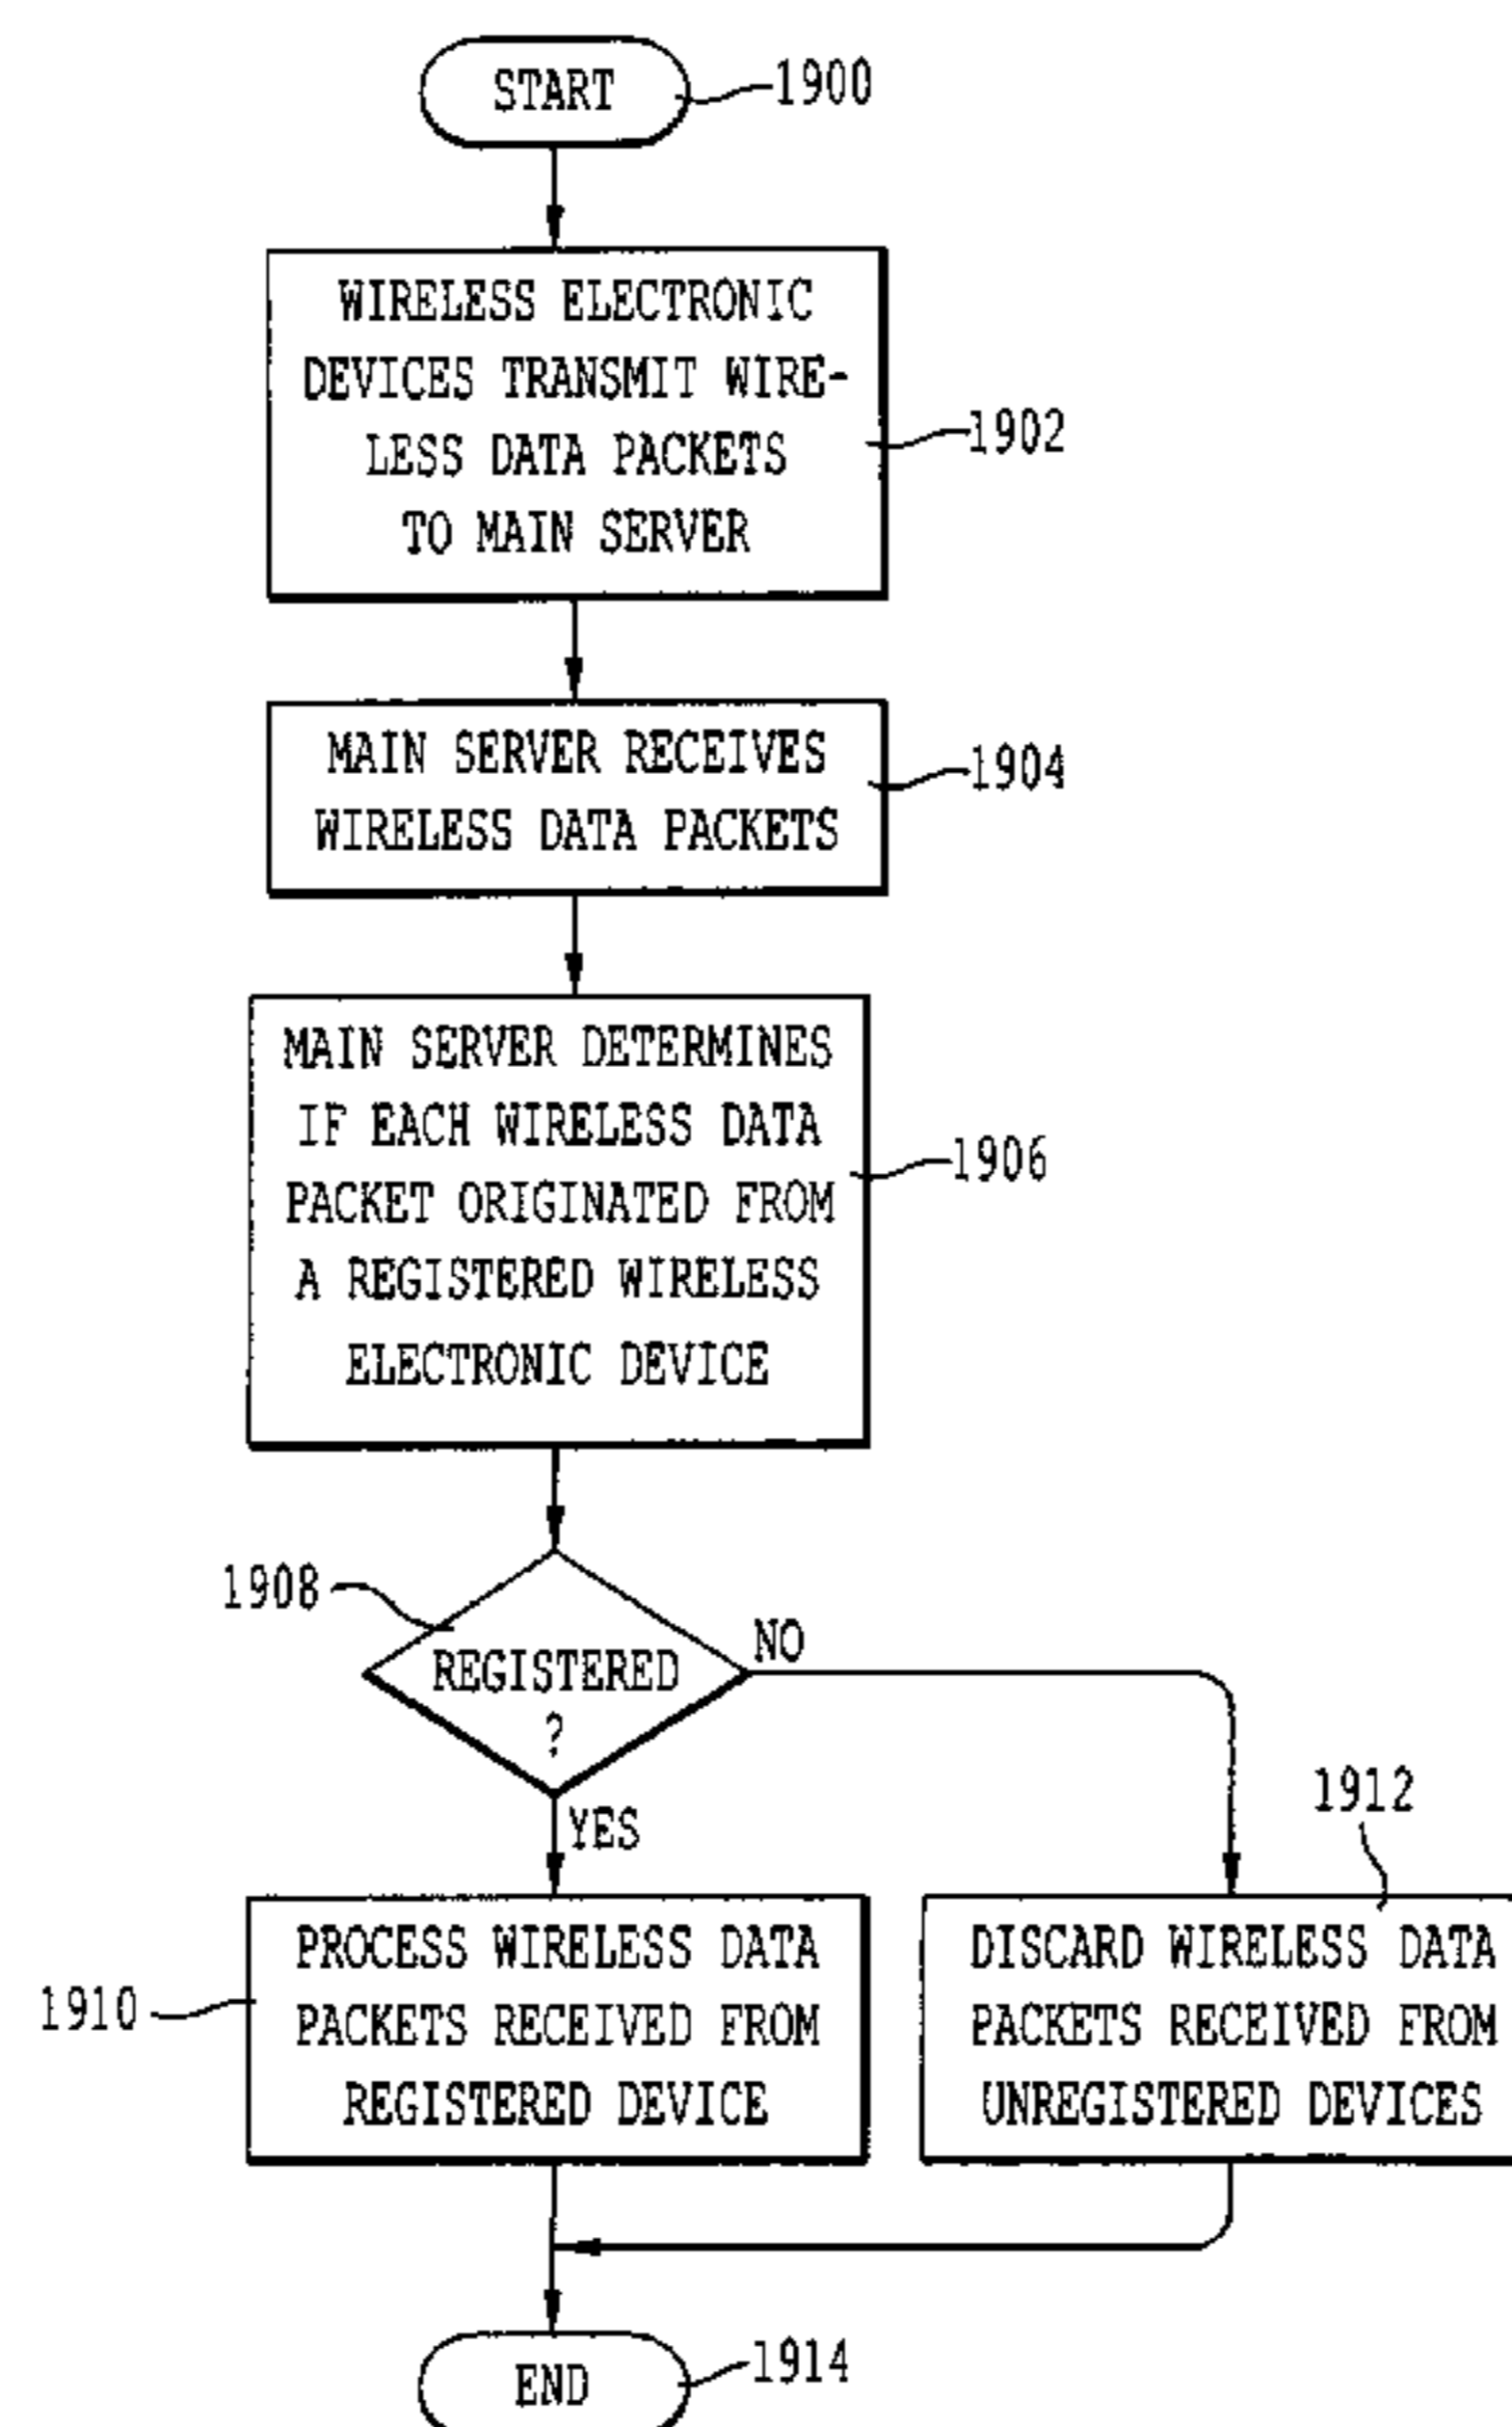 START
1900
WIRELESS ELECTRONIC
DEVICES TRANSMIT WIRE-
LESS DATA PACKETS
TO MAIN SERVER
1902
MAIN SERVER RECEIVES
WIRELESS DATA PACKETS
1904
MAIN SERVER DETERMINES
IF EACH WIRELESS DATA
PACKET ORIGINATED FROM
A REGISTERED WIRELESS
ELECTRONIC DEVICE
1906
1908
REGISTERED
?
NO
YES
1912
1910
PROCESS WIRELESS DATA
PACKETS RECEIVED FROM
REGISTERED DEVICE
DISCARD WIRELESS DATA
PACKETS RECEIVED FROM
UNREGISTERED DEVICES
END
1914